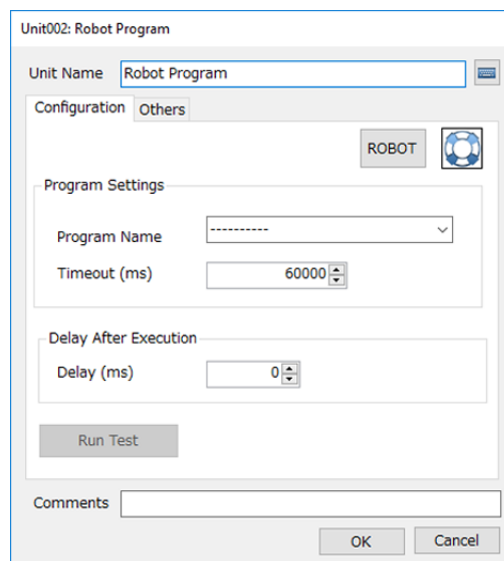 Unit002: Robot Program
Unit Name Robot Program
Configuration Others
ROBOT
Program Settings
Program Name ----------
Timeout (ms) 60000
Delay After Execution
Delay (ms) 0
Run Test
Comments
OK Cancel